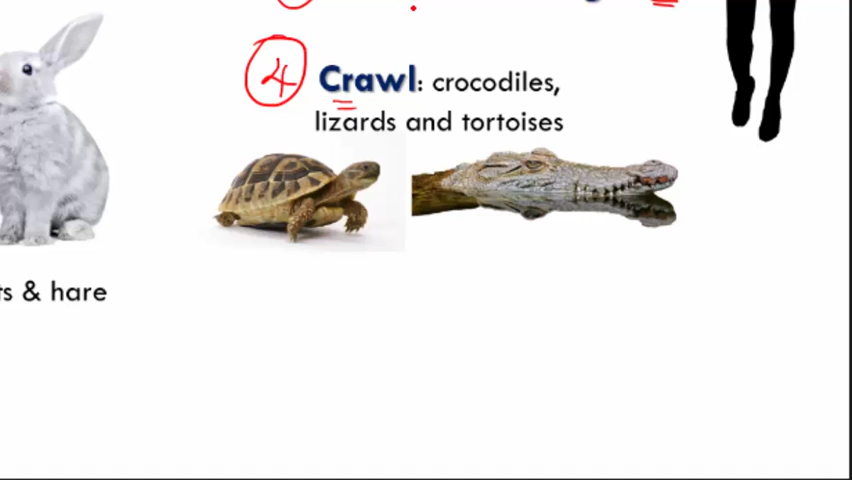 4
Crawl: crocodiles,
lizards and tortoises
& hare